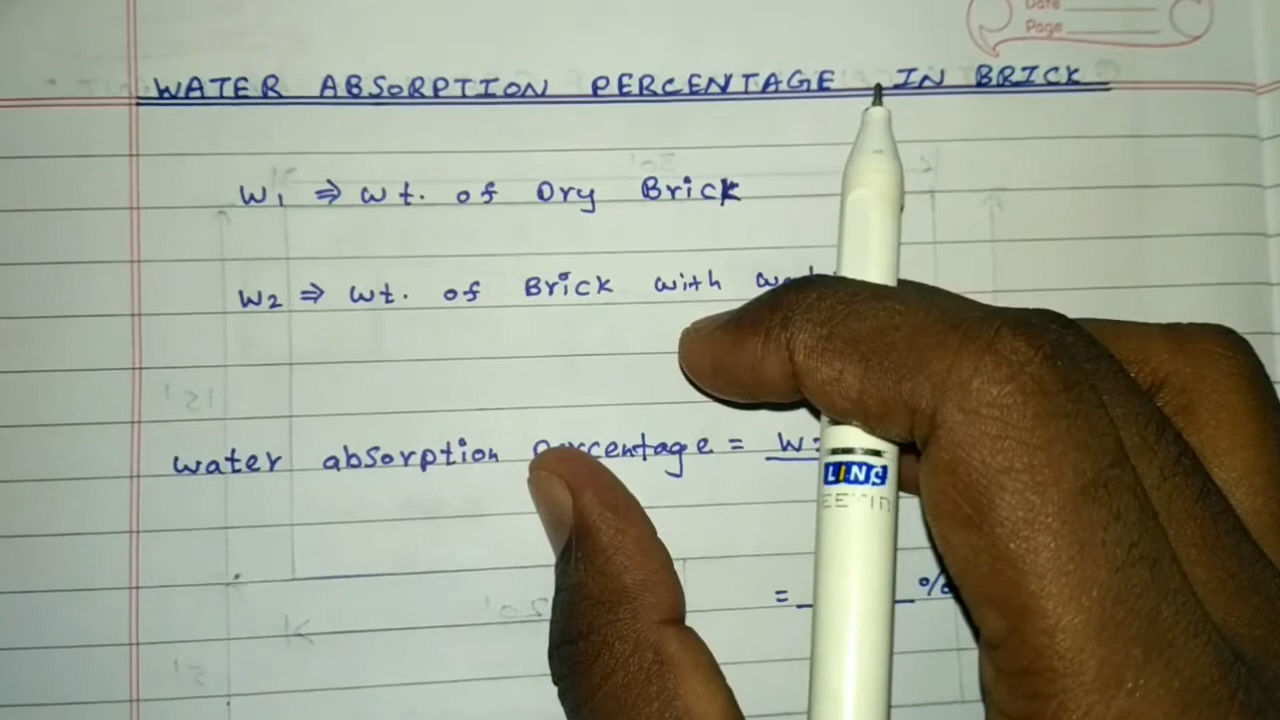 Date
Page
WATER ABSORPTION PERCENTAGE IN BRICK
W1 ⇒ wt. of Dry Brick
W2 ⇒ wt. of Brick with
water absorption percentage =
= %
LINC